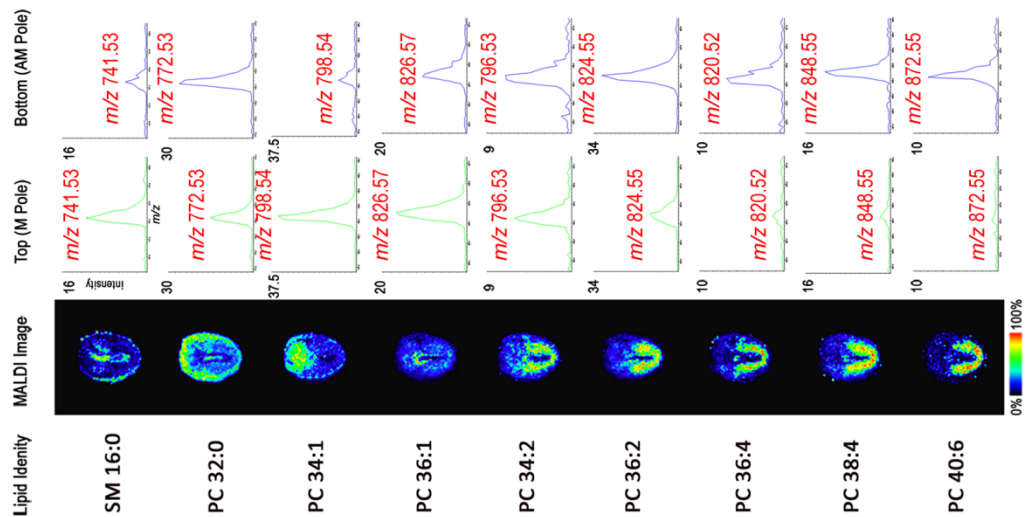 Lipid Idenity
MALDI Image
Top (M Pole)
Bottom (AM Pole)
SM 16:0
16
m/z 741.53
intensity
m/z
16
m/z 741.53
PC 32:0
30
m/z 772.53
30
m/z 772.53
PC 34:1
37.5
m/z 798.54
37.5
m/z 798.54
PC 36:1
20
m/z 826.57
20
m/z 826.57
PC 34:2
9
m/z 796.53
9
m/z 796.53
PC 36:2
34
m/z 824.55
34
m/z 824.55
PC 36:4
10
m/z 820.52
10
m/z 820.52
PC 38:4
16
m/z 848.55
16
m/z 848.55
PC 40:6
10
m/z 872.55
10
m/z 872.55
0%
100%